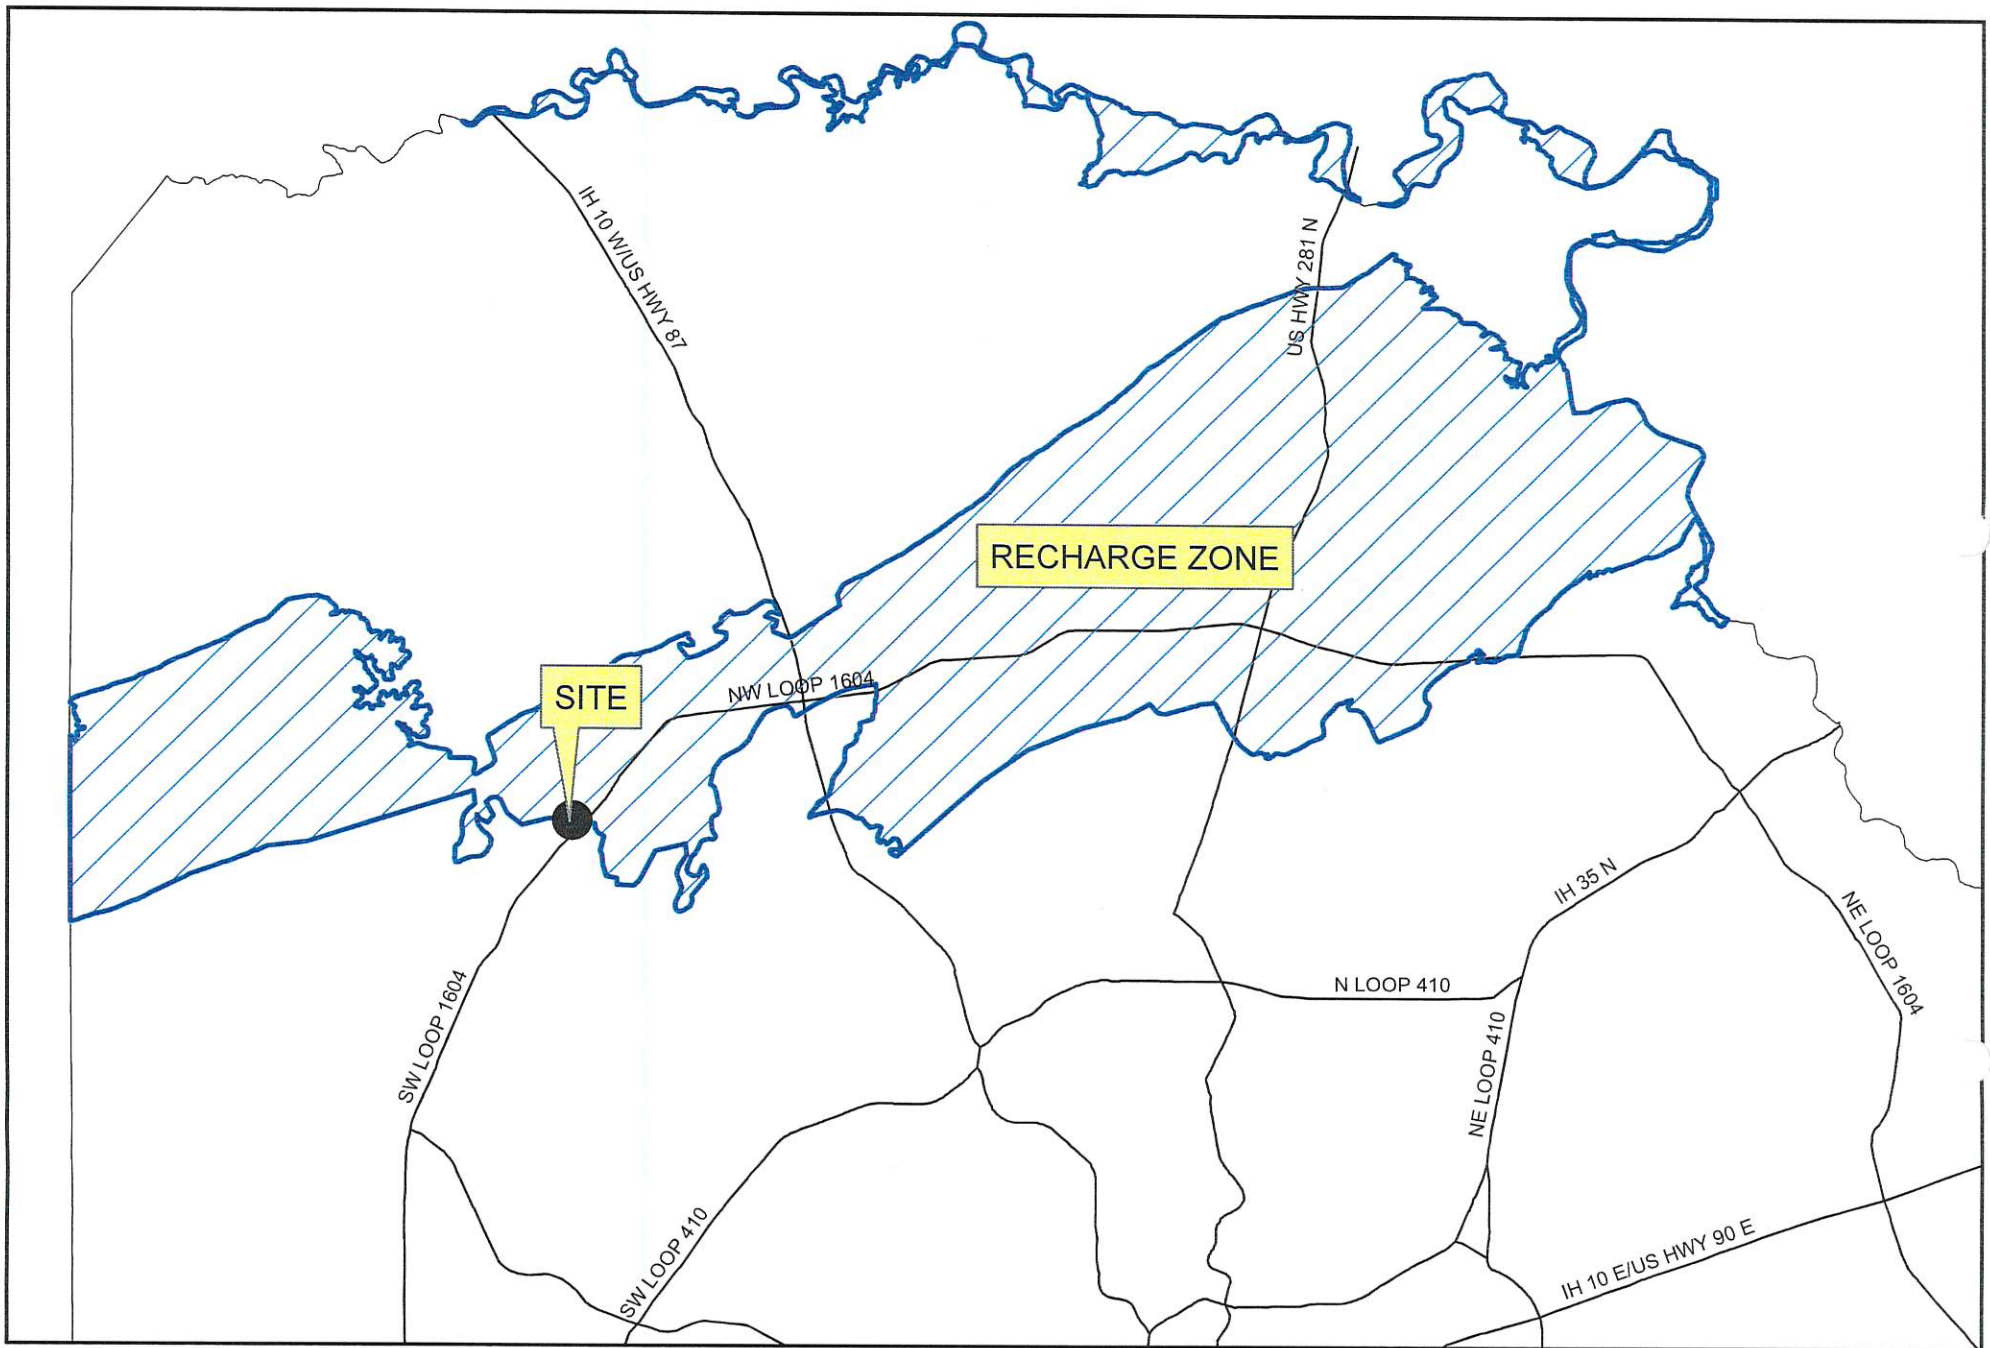 IH 10 W/US HWY 87
US HWY 281 N
RECHARGE ZONE
SITE
NW LOOP 1604
IH 35 N
NE LOOP 1604
SW LOOP 1604
N LOOP 410
NE LOOP 410
SW LOOP 410
IH 10 E/US HWY 90 E